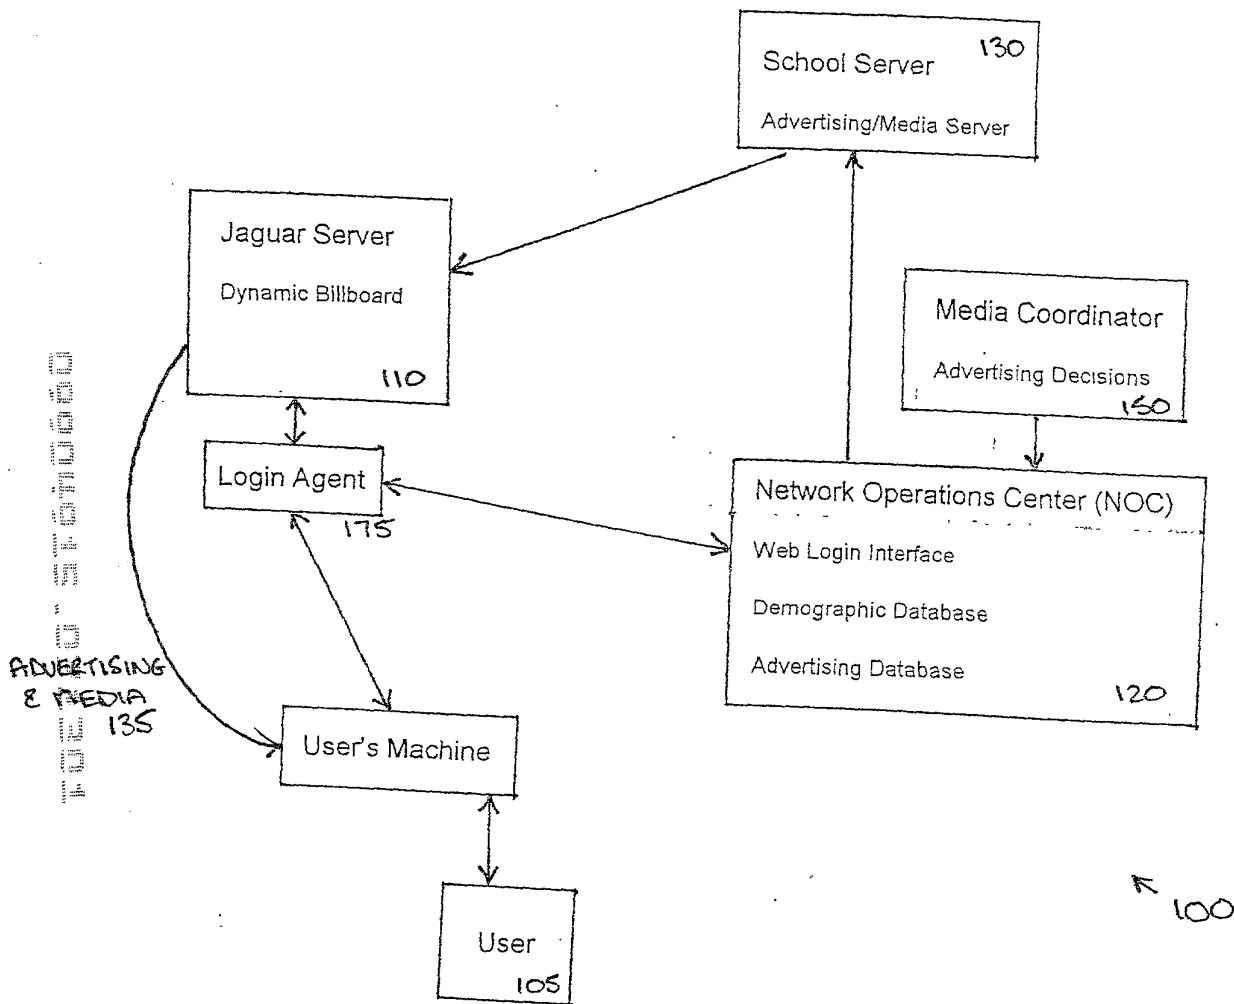 130
School Server
Advertising/Media Server
Jaguar Server
Dynamic Billboard
110
Media Coordinator
Advertising Decisions
150
Login Agent
175
Network Operations Center (NOC)
Web Login Interface
Demographic Database
Advertising Database
120
ADVERTISING
& MEDIA
135
User's Machine
User
105
100